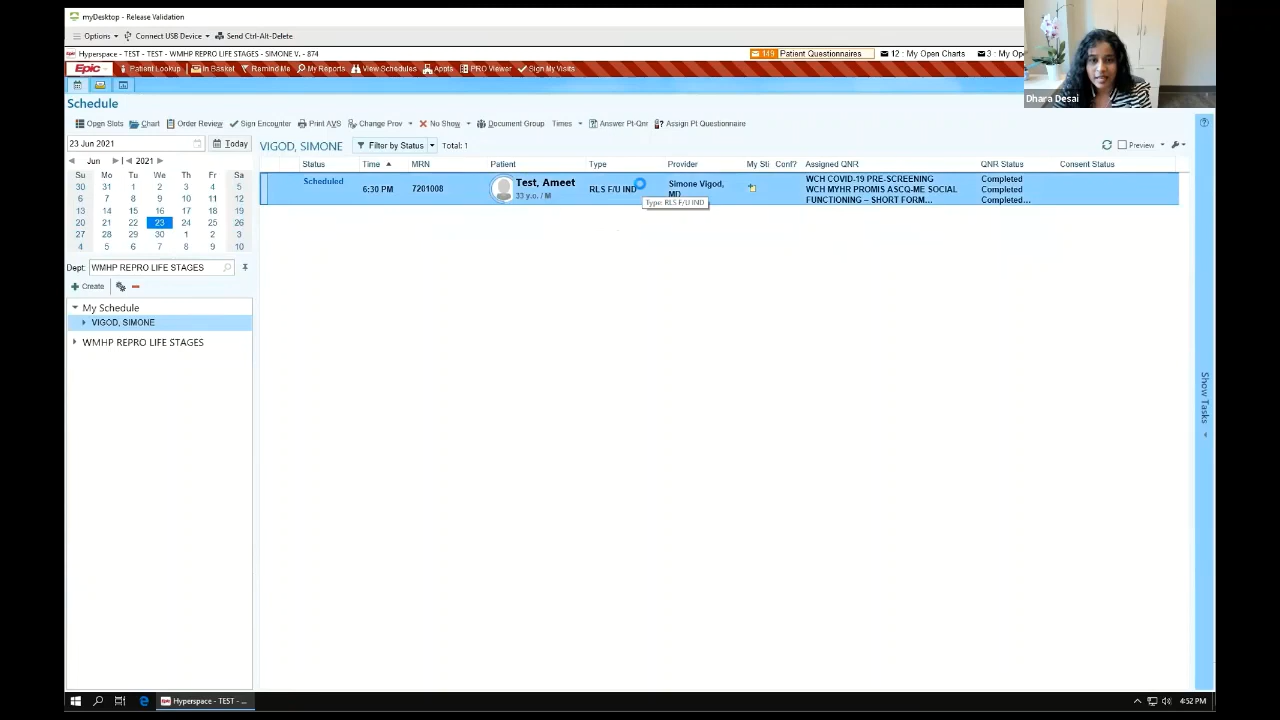 myDesktop - Release Validation
Options Connect USB Device Send Ctrl-Alt-Delete
Epic Hyperspace - TEST - TEST - WMHP REPRO LIFE STAGES - SIMONE V. - 874 149 Patient Questionnaires 12 : My Open Charts 3 : My Op
Epic Patient Lookup In Basket Remind Me My Reports View Schedules Appts PRO Viewer Sign My Visits
Dhara Desai
Schedule
Open Slots Chart Order Review Sign Encounter Print AVS Change Prov No Show Document Group Times Answer Pt-Qnr Assign Pt Questionnaire
23 Jun 2021 Today VIGOD, SIMONE Filter by Status Total: 1 Preview
Jun 2021 Status Time MRN Patient Type Provider My Sti Conf? Assigned QNR QNR Status Consent Status
Su Mo Tu We Th Fr Sa
30 31 1 2 3 4 5
6 7 8 9 10 11 12
13 14 15 16 17 18 19
20 21 22 23 24 25 26
27 28 29 30 1 2 3
4 5 6 7 8 9 10
Scheduled 6:30 PM 7201008 Test, Ameet RLS F/U IND Simone Vigod, MD WCH COVID-19 PRE-SCREENING Completed
33 y.o. / M WCH MYHR PROMIS ASCQ-ME SOCIAL Completed
FUNCTIONING – SHORT FORM... Completed...
Type: RLS F/U IND
Dept: WMHP REPRO LIFE STAGES
Create
My Schedule
VIGOD, SIMONE
WMHP REPRO LIFE STAGES
Show Tasks
Hyperspace - TEST - ... 4:52 PM